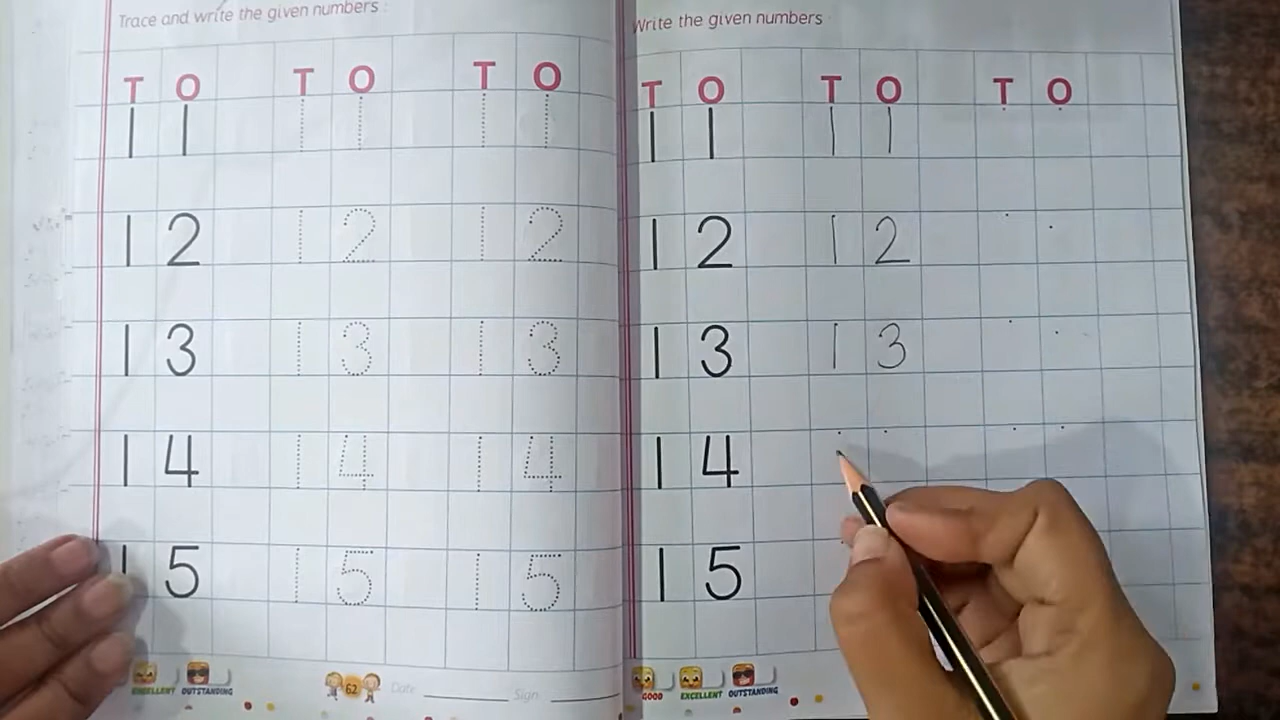 Trace and write the given numbers :
T O T O T O
1 1 1 1 1 1
1 2 1 2 1 2
1 3 1 3 1 3
1 4 1 4 1 4
1 5 1 5 1 5
EXCELLENT OUTSTANDING
62 Date Sign
Write the given numbers
T O T O T O
1 1 1 1
1 2 1 2
1 3 1 3
1 4
1 5
GOOD EXCELLENT OUTSTANDING